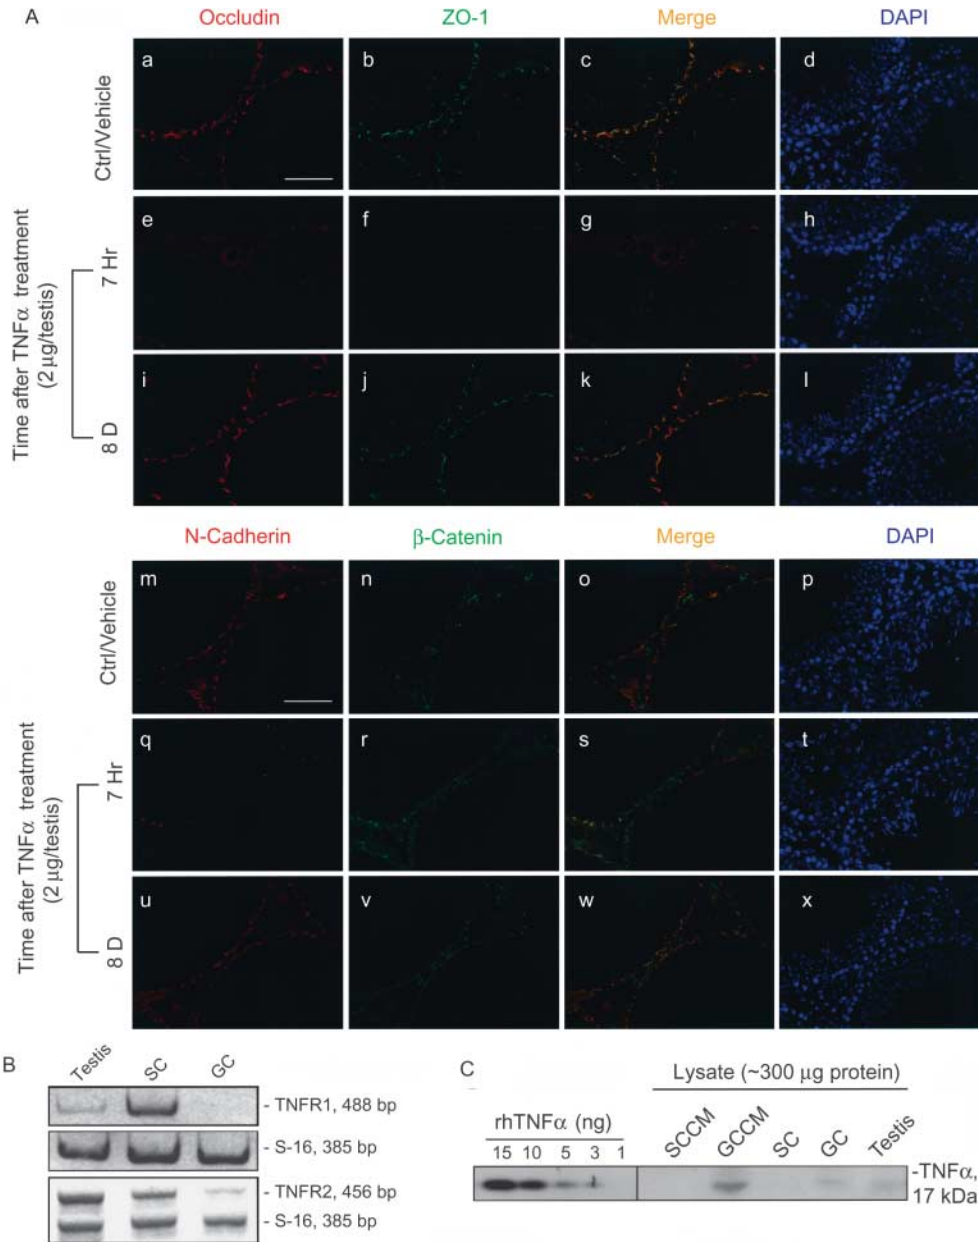 A
Occludin ZO-1 Merge DAPI
Ctrl/Vehicle
a b c d
Time after TNFα treatment
(2 μg/testis)
7 Hr
e f g h
8 D
i j k l
N-Cadherin β-Catenin Merge DAPI
Ctrl/Vehicle
m n o p
Time after TNFα treatment
(2 μg/testis)
7 Hr
q r s t
8 D
u v w x
B
Testis SC GC
- TNFR1, 488 bp
- S-16, 385 bp
- TNFR2, 456 bp
- S-16, 385 bp
C
Lysate (~300 μg protein)
rhTNFα (ng)
SCCM GCCM SC GC Testis
15 10 5 3 1
-TNFα,
17 kDa